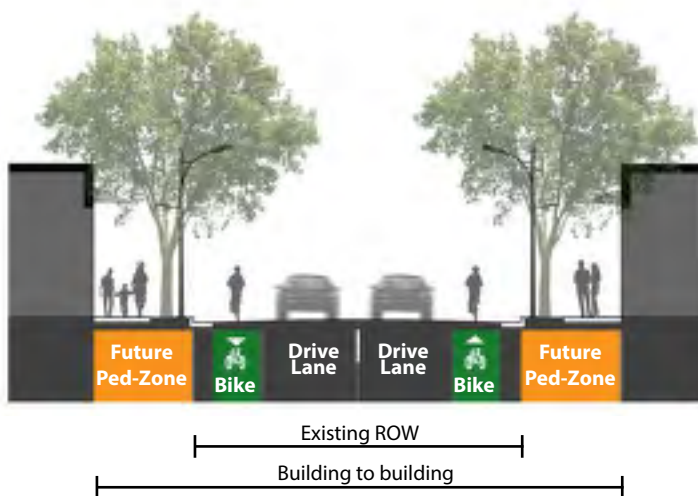 Future
Ped-Zone
Bike
Drive
Lane
Drive
Lane
Bike
Future
Ped-Zone
Existing ROW
Building to building